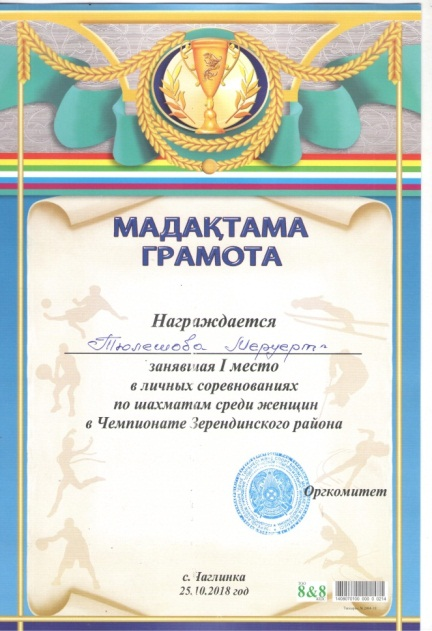 МАДАҚТАМА
ГРАМОТА
Награждается
Тюлешова Меруерт
занявшая I место
в личных соревнованиях
по шахматам среди женщин
в Чемпионате Зерендинского района
Оргкомитет
с. Чаглинка
25.10.2018 год
8&8